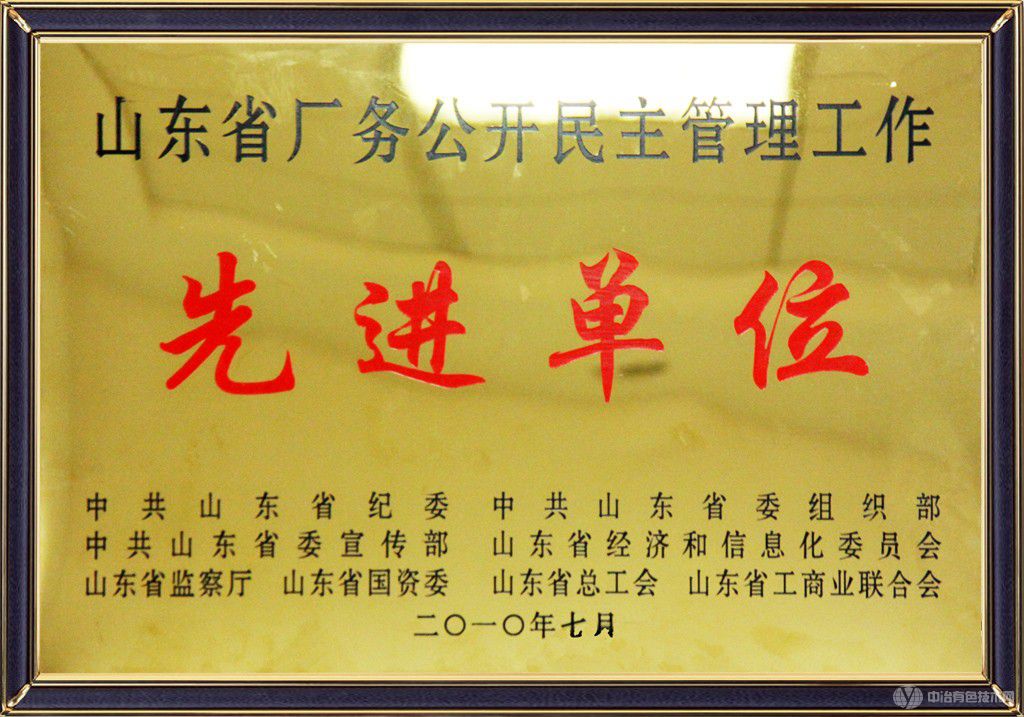 山东省厂务公开民主管理工作
先进单位
中共山东省纪委 中共山东省委组织部
中共山东省委宣传部 山东省经济和信息化委员会
山东省监察厅 山东省国资委 山东省总工会 山东省工商业联合会
二〇一〇年七月
中冶有色技术网